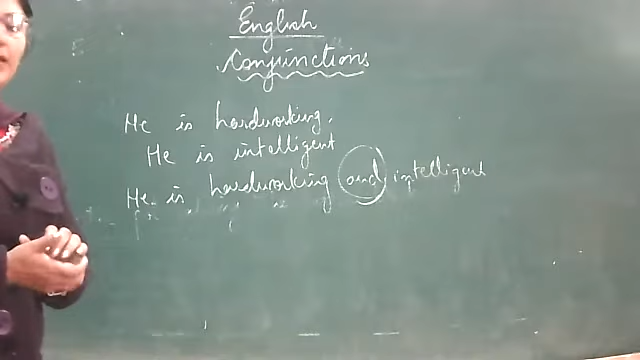 English
Conjunctions
He is hardworking.
He is intelligent
He is hardworking and intelligent